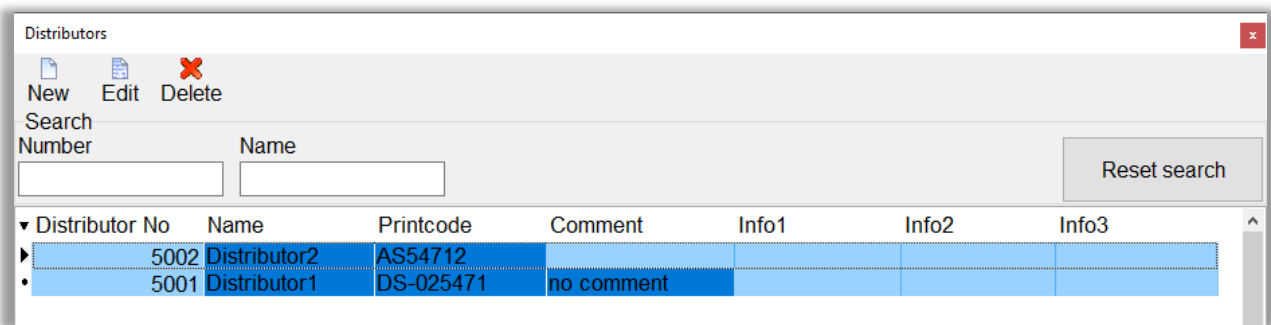 Distributors
x
New Edit Delete
Search
Number Name
Reset search
Distributor No Name Printcode Comment Info1 Info2 Info3
5002 Distributor2 AS54712
5001 Distributor1 DS-025471 no comment